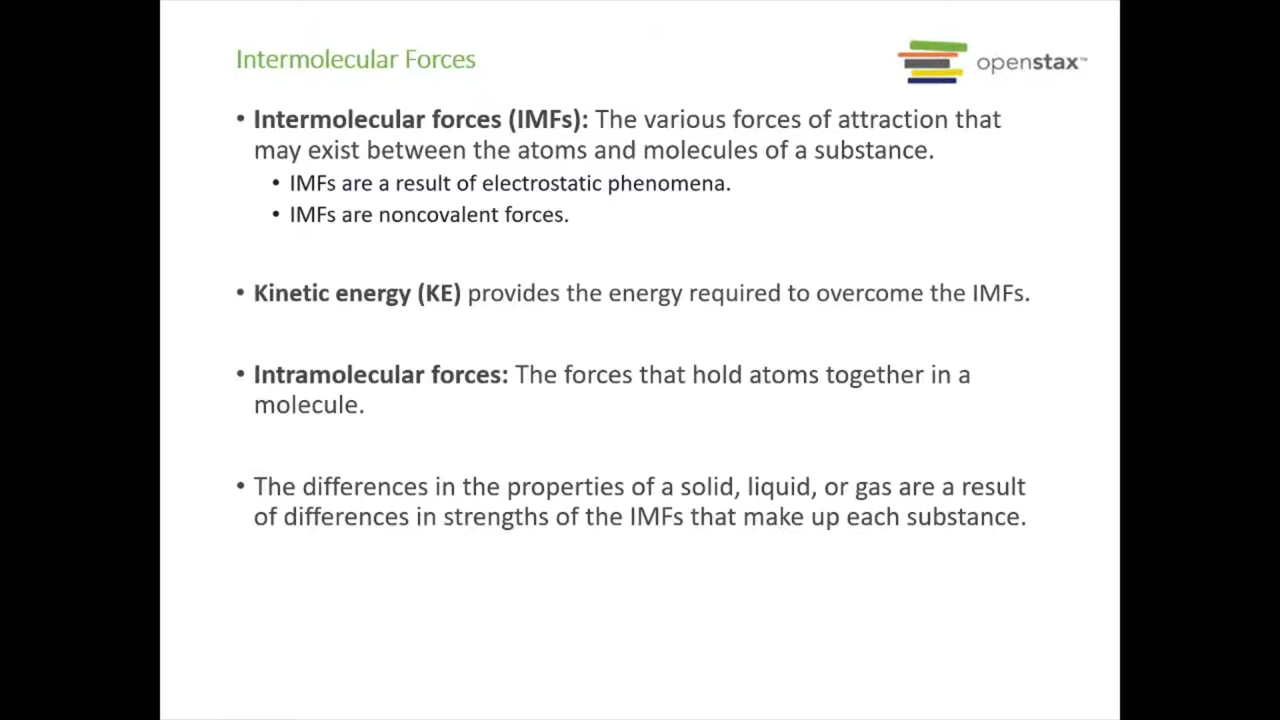 Intermolecular Forces
openstax™
• Intermolecular forces (IMFs): The various forces of attraction that
may exist between the atoms and molecules of a substance.
• IMFs are a result of electrostatic phenomena.
• IMFs are noncovalent forces.
• Kinetic energy (KE) provides the energy required to overcome the IMFs.
• Intramolecular forces: The forces that hold atoms together in a
molecule.
• The differences in the properties of a solid, liquid, or gas are a result
of differences in strengths of the IMFs that make up each substance.